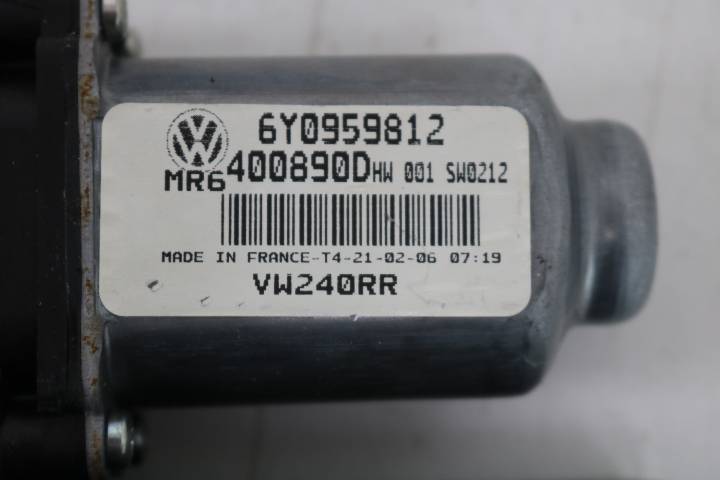 6Y0959812
MR6 400890D HW 001 SW0212
MADE IN FRANCE-T4-21-02-06 07:19
VW240RR